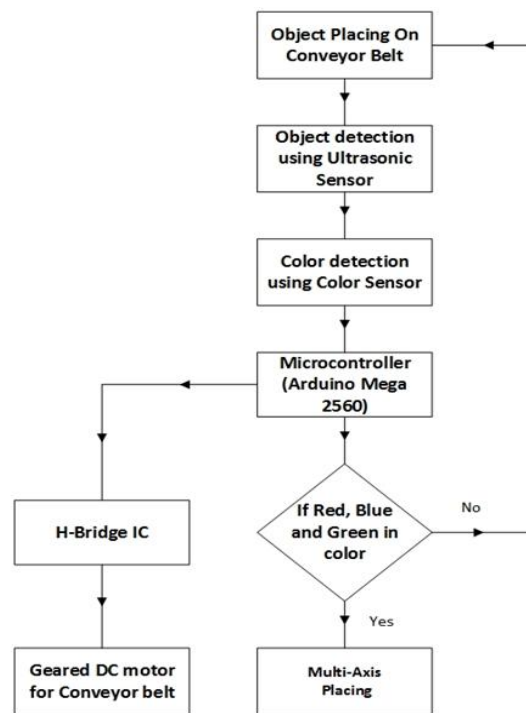 Object Placing On
Conveyor Belt
Object detection
using Ultrasonic
Sensor
Color detection
using Color Sensor
Microcontroller
(Arduino Mega
2560)
If Red, Blue
and Green in
color
No
H-Bridge IC
Yes
Geared DC motor
for Conveyor belt
Multi-Axis
Placing